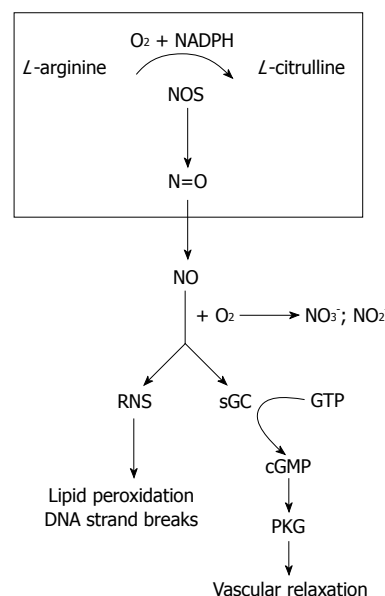 O₂ + NADPH
L-arginine
L-citrulline
NOS
N=O
NO
+ O₂
NO₃⁻; NO₂
RNS
sGC
GTP
cGMP
Lipid peroxidation
DNA strand breaks
PKG
Vascular relaxation